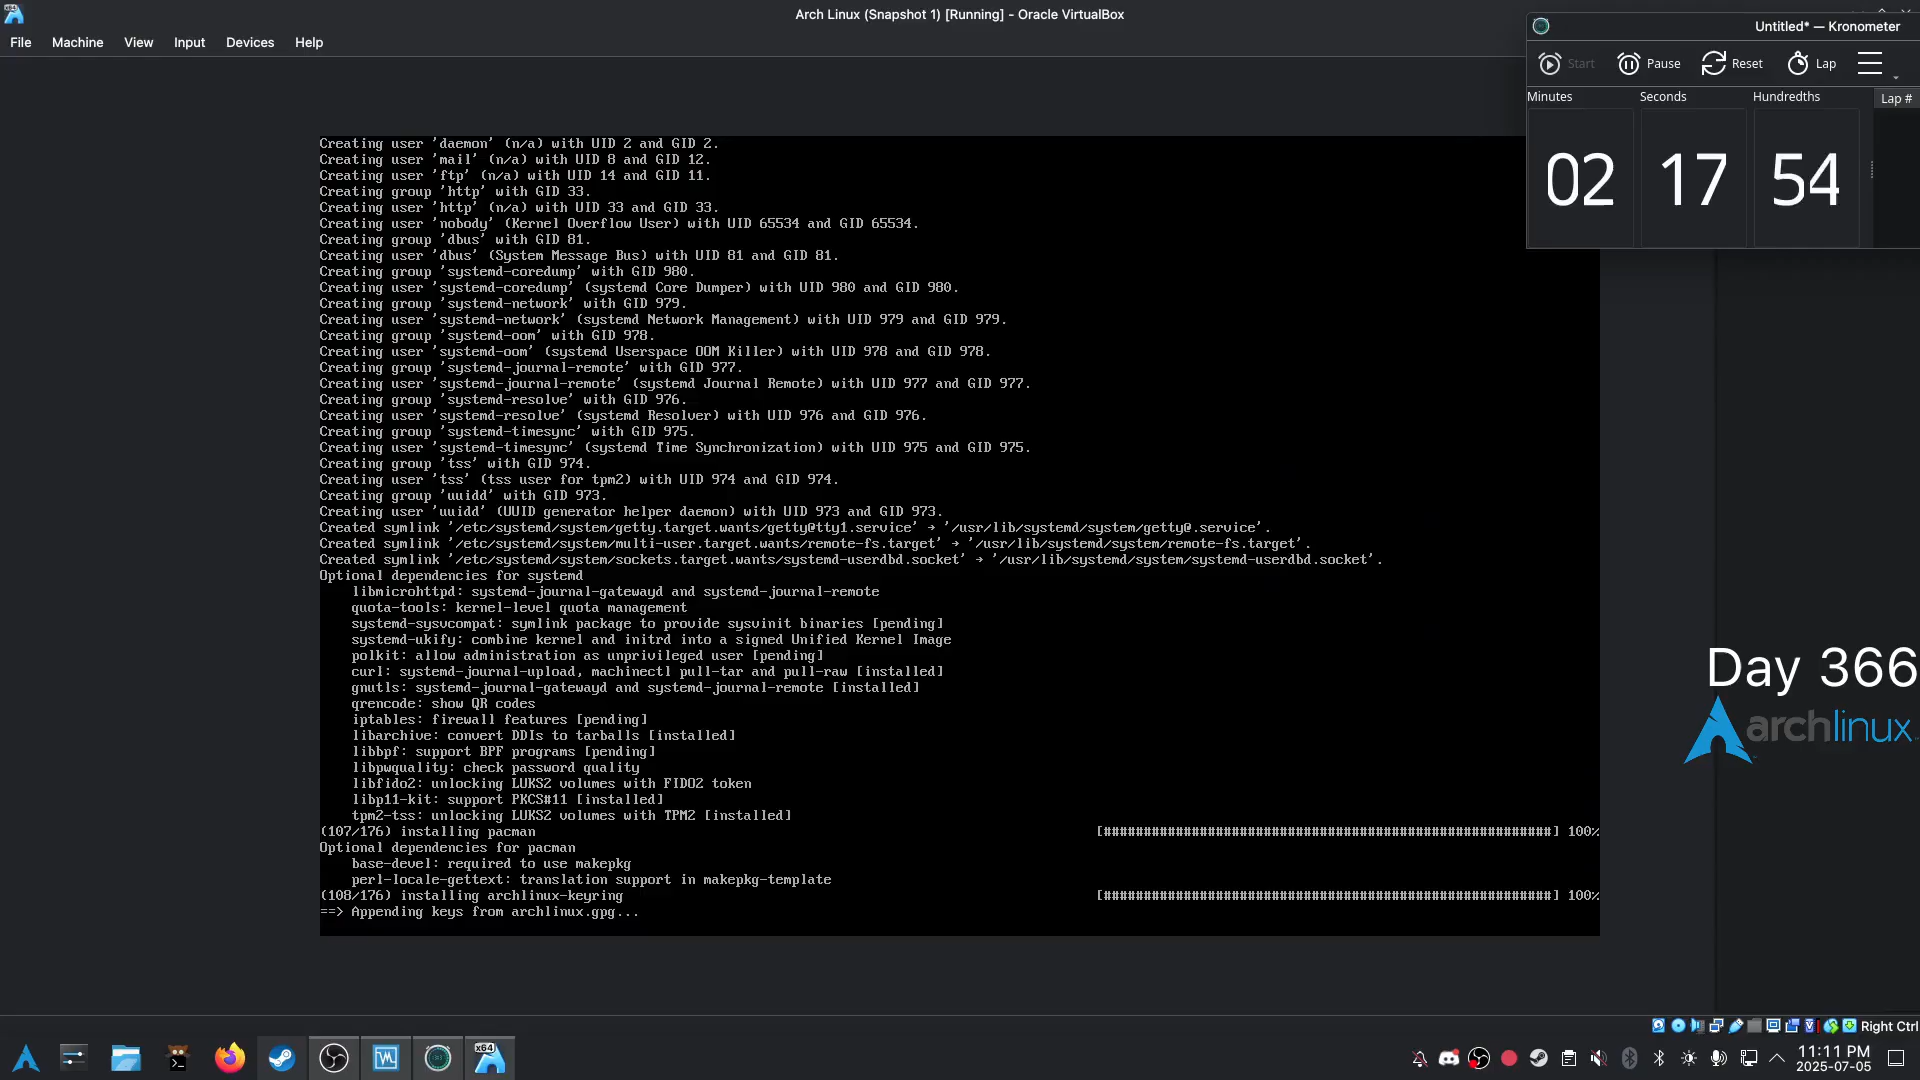 Arch Linux (Snapshot 1) [Running] - Oracle VirtualBox
File Machine View Input Devices Help
Untitled* — Kronometer
Start Pause Reset Lap
Minutes Seconds Hundredths Lap #
02 17 54
Creating user 'daemon' (n/a) with UID 2 and GID 2.
Creating user 'mail' (n/a) with UID 8 and GID 12.
Creating user 'ftp' (n/a) with UID 14 and GID 11.
Creating group 'http' with GID 33.
Creating user 'http' (n/a) with UID 33 and GID 33.
Creating user 'nobody' (Kernel Overflow User) with UID 65534 and GID 65534.
Creating group 'dbus' with GID 81.
Creating user 'dbus' (System Message Bus) with UID 81 and GID 81.
Creating group 'systemd-coredump' with GID 980.
Creating user 'systemd-coredump' (systemd Core Dumper) with UID 980 and GID 980.
Creating group 'systemd-network' with GID 979.
Creating user 'systemd-network' (systemd Network Management) with UID 979 and GID 979.
Creating group 'systemd-oom' with GID 978.
Creating user 'systemd-oom' (systemd Userspace OOM Killer) with UID 978 and GID 978.
Creating group 'systemd-journal-remote' with GID 977.
Creating user 'systemd-journal-remote' (systemd Journal Remote) with UID 977 and GID 977.
Creating group 'systemd-resolve' with GID 976.
Creating user 'systemd-resolve' (systemd Resolver) with UID 976 and GID 976.
Creating group 'systemd-timesync' with GID 975.
Creating user 'systemd-timesync' (systemd Time Synchronization) with UID 975 and GID 975.
Creating group 'tss' with GID 974.
Creating user 'tss' (tss user for tpm2) with UID 974 and GID 974.
Creating group 'uuidd' with GID 973.
Creating user 'uuidd' (UUID generator helper daemon) with UID 973 and GID 973.
Created symlink '/etc/systemd/system/getty.target.wants/getty@tty1.service' → '/usr/lib/systemd/system/getty@.service'.
Created symlink '/etc/systemd/system/multi-user.target.wants/remote-fs.target' → '/usr/lib/systemd/system/remote-fs.target'.
Created symlink '/etc/systemd/system/sockets.target.wants/systemd-userdbd.socket' → '/usr/lib/systemd/system/systemd-userdbd.socket'.
Optional dependencies for systemd
libmicrohttpd: systemd-journal-gatewayd and systemd-journal-remote
quota-tools: kernel-level quota management
systemd-sysvcompat: symlink package to provide sysvinit binaries [pending]
systemd-ukify: combine kernel and initrd into a signed Unified Kernel Image
polkit: allow administration as unprivileged user [pending]
curl: systemd-journal-upload, machinectl pull-tar and pull-raw [installed]
gnutls: systemd-journal-gatewayd and systemd-journal-remote [installed]
qrencode: show QR codes
iptables: firewall features [pending]
libarchive: convert DDIs to tarballs [installed]
libbpf: support BPF programs [pending]
libpwquality: check password quality
libfido2: unlocking LUKS2 volumes with FIDO2 token
libp11-kit: support PKCS#11 [installed]
tpm2-tss: unlocking LUKS2 volumes with TPM2 [installed]
(107/176) installing pacman [########################################################] 100%
Optional dependencies for pacman
base-devel: required to use makepkg
perl-locale-gettext: translation support in makepkg-template
(108/176) installing archlinux-keyring [########################################################] 100%
==> Appending keys from archlinux.gpg...
Day 366
archlinux
Right Ctrl
x64
11:11 PM
2025-07-05